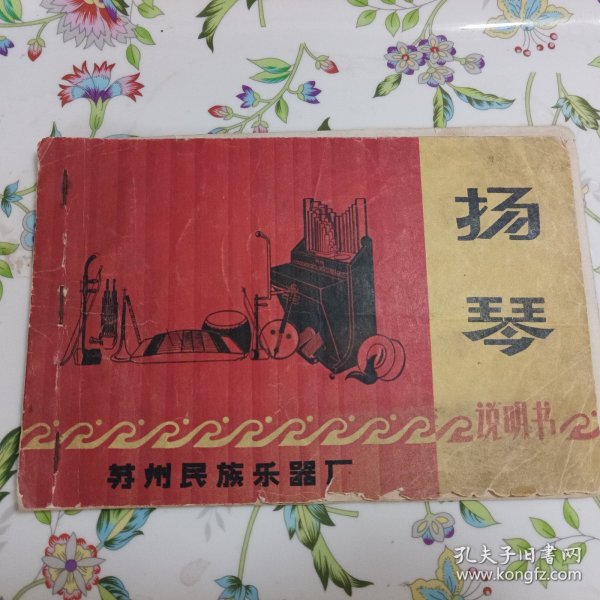 扬
琴
说明书
苏州民族乐器厂
孔夫子旧书网
www.kongfz.com